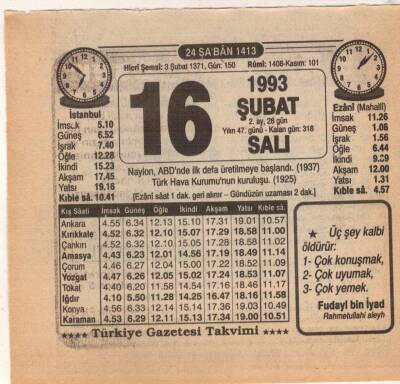 24 ŞA'BÂN 1413
Hicrî Şemsî: 3 Şubat 1371, Gün: 150 Rûmî: 1408-Kasım: 101
İstanbul
İmsak 5.10
Güneş 6.52
İşrak 7.40
Öğle 12.28
İkindi 15.23
Akşam 17.45
Yatsı 19.16
Kıble sâ. 10.41
16
1993
ŞUBAT
2. ay, 28 gün
Yılın 47. günü - Kalan gün: 318
SALI
Ezânî (Mahallî)
İmsak 11.26
Güneş 1.06
İşrak 1.56
Öğle 6.44
İkindi 9.39
Akşam 12.00
Yatsı 1.31
Kıble sâ. 4.57
Naylon, ABD'nde ilk defa üretilmeye başlandı. (1937)
Türk Hava Kurumu'nun kuruluşu. (1925)
[Ezânî sâat 1 dak. geri alınır – Gündüzün uzaması 2 dak.]
Kış Sâati İmsak Güneş Öğle İkindi Akşam Yatsı Kıble sâ.
Ankara 4.55 6.34 12.13 15.10 17.31 19.01 10.57
Kırıkkale 4.52 6.32 12.10 15.07 17.29 18.58 11.00
Çankırı 4.52 6.32 12.10 15.05 17.28 18.58 11.02
Amasya 4.43 6.23 12.01 14.56 17.19 18.49 11.14
Çorum 4.46 6.27 12.04 15.00 17.22 18.52 11.09
Yozgat 4.47 6.26 12.05 15.02 17.24 18.53 11.07
Tokat 4.40 6.20 11.58 14.54 17.16 18.46 11.17
Iğdır 4.10 5.50 11.28 14.25 16.47 18.16 11.58
Konya 4.56 6.33 12.14 15.14 17.36 19.04 10.49
Karaman 4.53 6.29 12.11 15.13 17.34 19.00 10.51
★ Üç şey kalbi
öldürür:
1- Çok konuşmak,
2- Çok uyumak,
3- Çok yemek.
Fudayl bin İyad
Rahmetullahi aleyh
★★★★ Türkiye Gazetesi Takvimi ★★★★